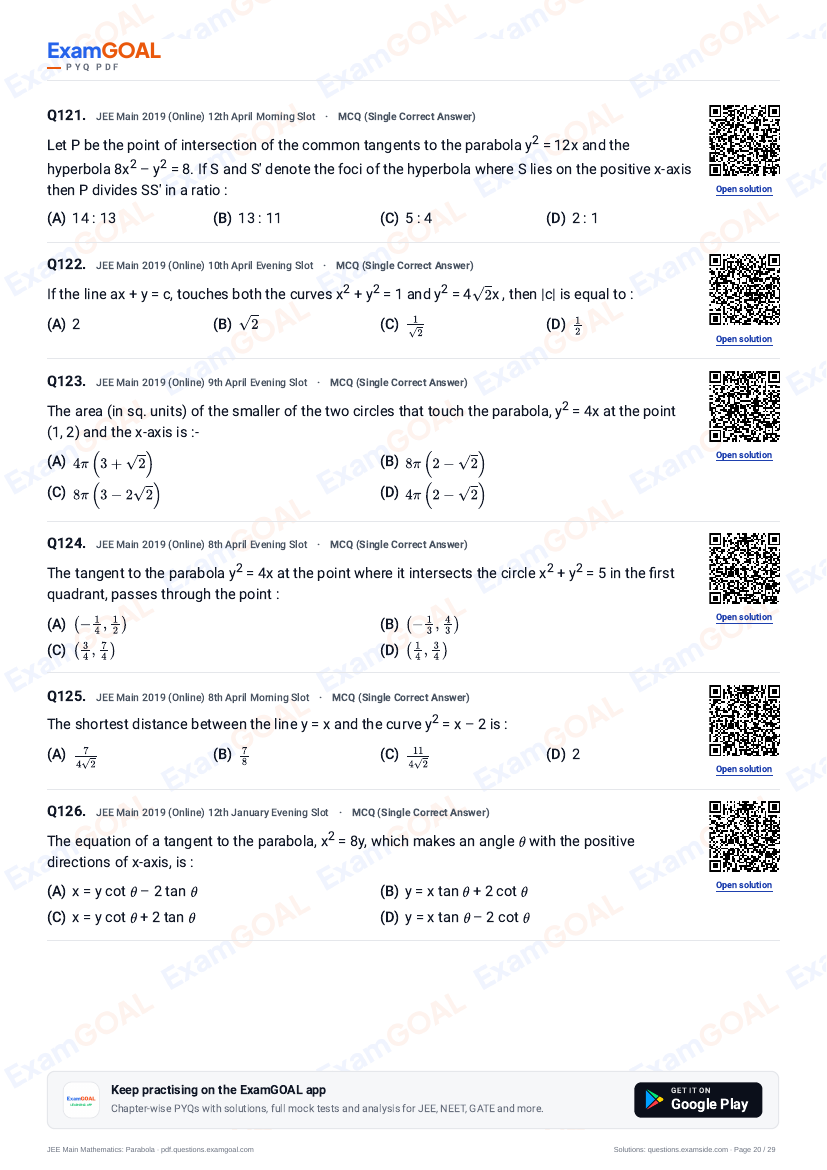 ExamGOAL
PYQ PDF
Q121. JEE Main 2019 (Online) 12th April Morning Slot · MCQ (Single Correct Answer)
Let P be the point of intersection of the common tangents to the parabola y² = 12x and the
hyperbola 8x² − y² = 8. If S and S' denote the foci of the hyperbola where S lies on the positive x-axis
then P divides SS' in a ratio :
(A) 14 : 13 (B) 13 : 11 (C) 5 : 4 (D) 2 : 1
Open solution
Q122. JEE Main 2019 (Online) 10th April Evening Slot · MCQ (Single Correct Answer)
If the line ax + y = c, touches both the curves x² + y² = 1 and y² = 4√2x , then |c| is equal to :
(A) 2 (B) √2 (C) 1/√2 (D) 1/2
Open solution
Q123. JEE Main 2019 (Online) 9th April Evening Slot · MCQ (Single Correct Answer)
The area (in sq. units) of the smaller of the two circles that touch the parabola, y² = 4x at the point
(1, 2) and the x-axis is :-
(A) 4π(3 + √2) (B) 8π(2 − √2)
(C) 8π(3 − 2√2) (D) 4π(2 − √2)
Open solution
Q124. JEE Main 2019 (Online) 8th April Evening Slot · MCQ (Single Correct Answer)
The tangent to the parabola y² = 4x at the point where it intersects the circle x² + y² = 5 in the first
quadrant, passes through the point :
(A) (−1/4, 1/2) (B) (−1/3, 4/3)
(C) (3/4, 7/4) (D) (1/4, 3/4)
Open solution
Q125. JEE Main 2019 (Online) 8th April Morning Slot · MCQ (Single Correct Answer)
The shortest distance between the line y = x and the curve y² = x − 2 is :
(A) 7/4√2 (B) 7/8 (C) 11/4√2 (D) 2
Open solution
Q126. JEE Main 2019 (Online) 12th January Evening Slot · MCQ (Single Correct Answer)
The equation of a tangent to the parabola, x² = 8y, which makes an angle θ with the positive
directions of x-axis, is :
(A) x = y cot θ − 2 tan θ (B) y = x tan θ + 2 cot θ
(C) x = y cot θ + 2 tan θ (D) y = x tan θ − 2 cot θ
Open solution
Keep practising on the ExamGOAL app
Chapter-wise PYQs with solutions, full mock tests and analysis for JEE, NEET, GATE and more.
ExamGOAL
GET IT ON
Google Play
JEE Main Mathematics: Parabola · pdf.questions.examgoal.com Solutions: questions.examside.com · Page 20 / 29